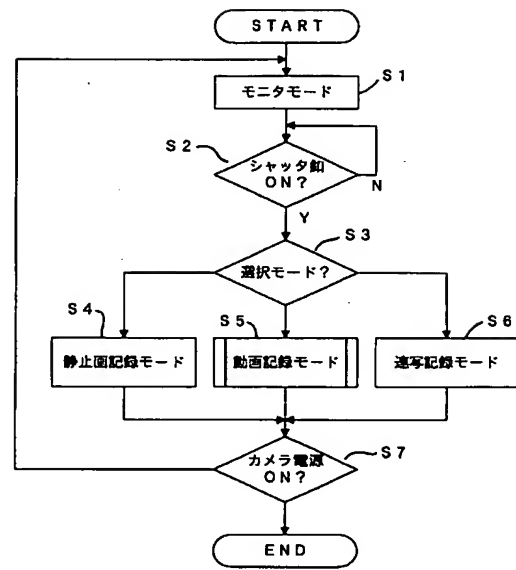 START
S1
モニタモード
S2
シャッタ釦
ON?
N
Y
S3
選択モード?
S4
静止画記録モード
S5
動画記録モード
S6
連写記録モード
カメラ電源
ON?
S7
END